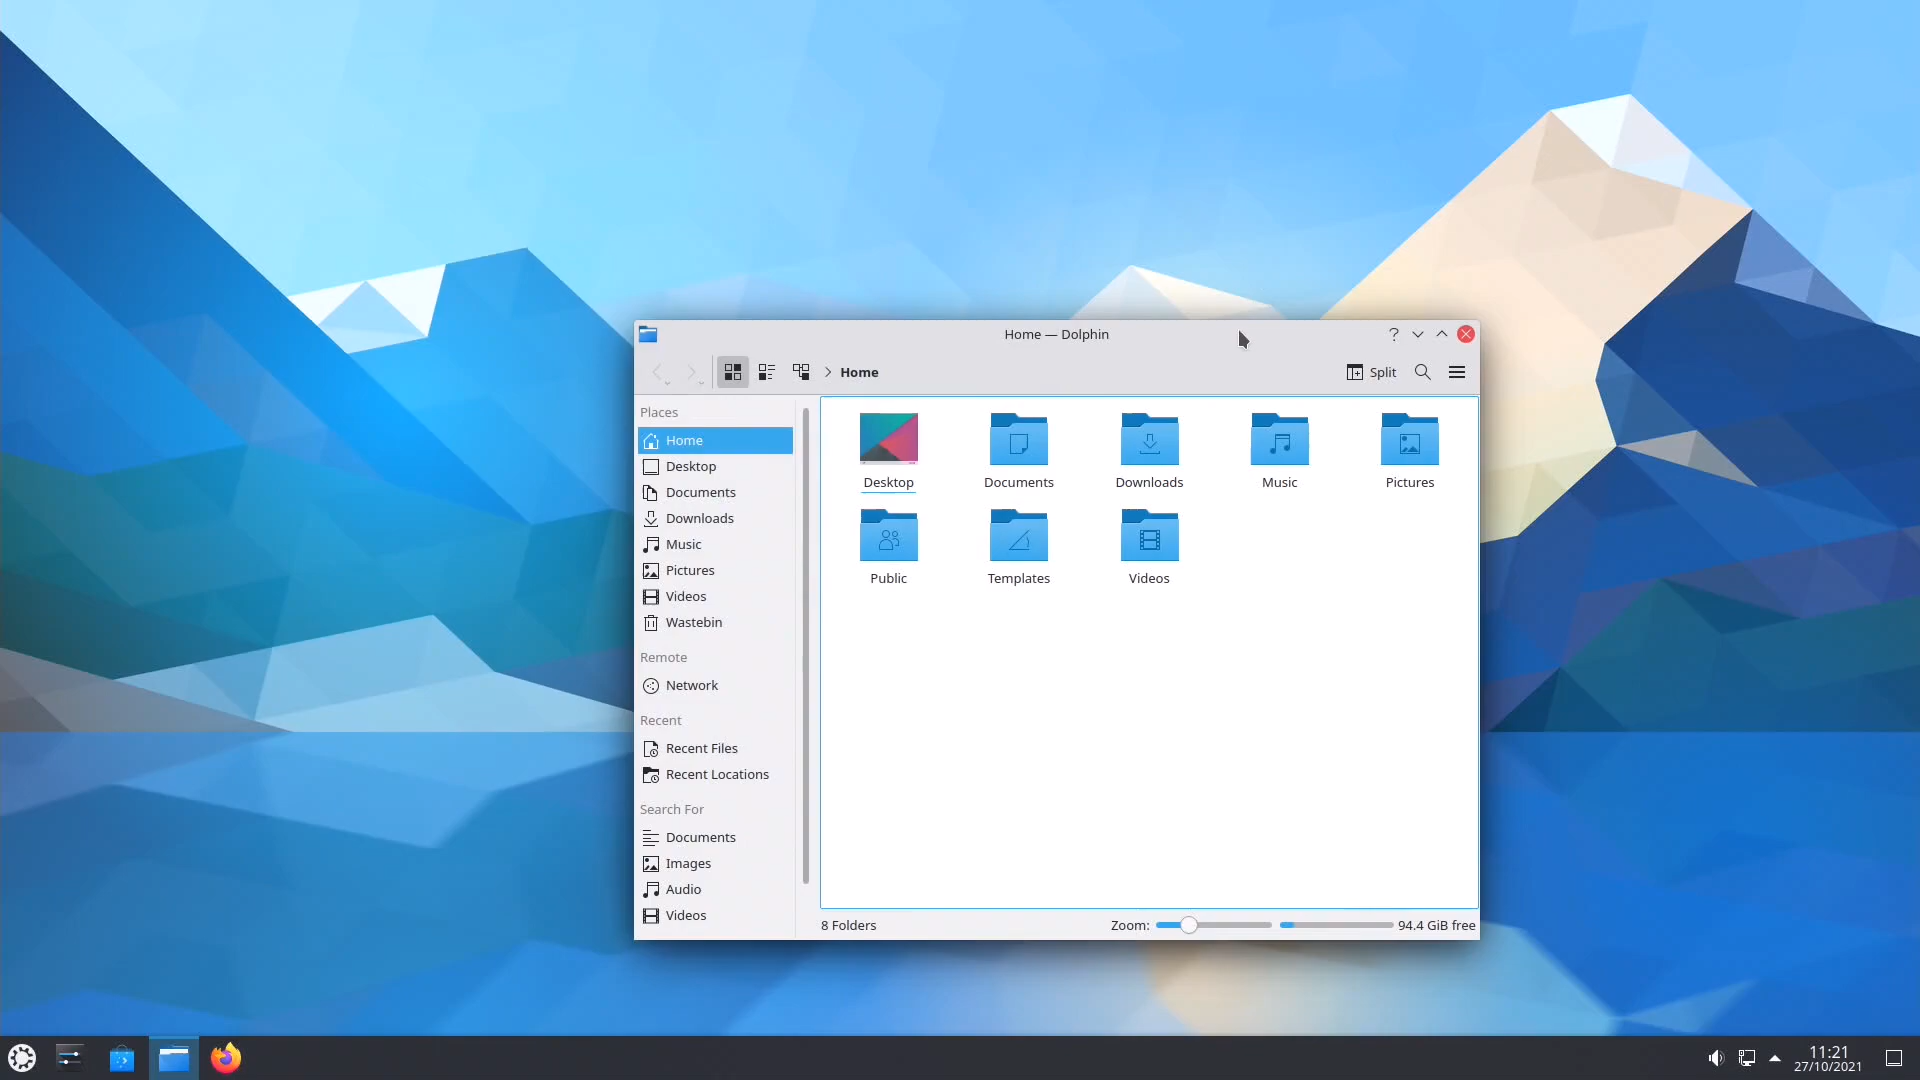 Home — Dolphin
Home
Split
Places
Home
Desktop
Documents
Downloads
Music
Pictures
Videos
Wastebin
Remote
Network
Recent
Recent Files
Recent Locations
Search For
Documents
Images
Audio
Videos
Desktop
Documents
Downloads
Music
Pictures
Public
Templates
Videos
8 Folders
Zoom:
94.4 GiB free
11:21
27/10/2021